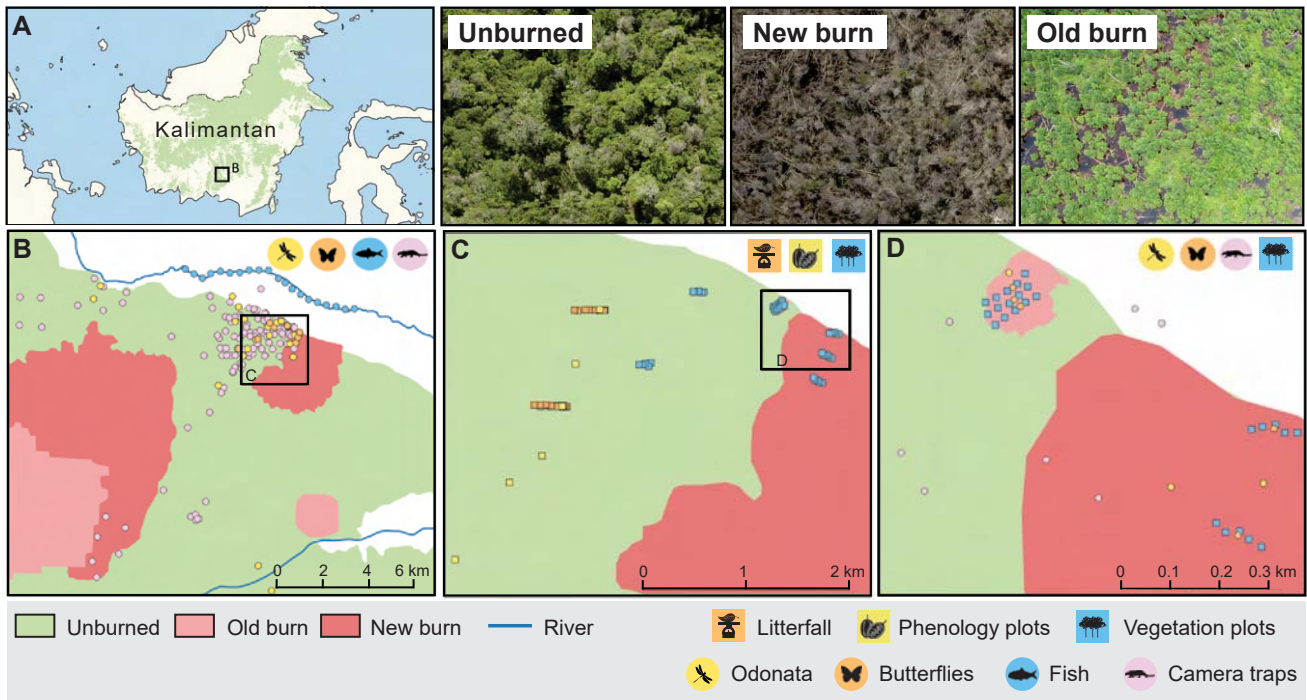 A
Kalimantan
B
Unburned
New burn
Old burn
B
C
0 2 4 6 km
C
D
0 1 2 km
D
0 0.1 0.2 0.3 km
Unburned Old burn New burn River
Litterfall Phenology plots Vegetation plots
Odonata Butterflies Fish Camera traps